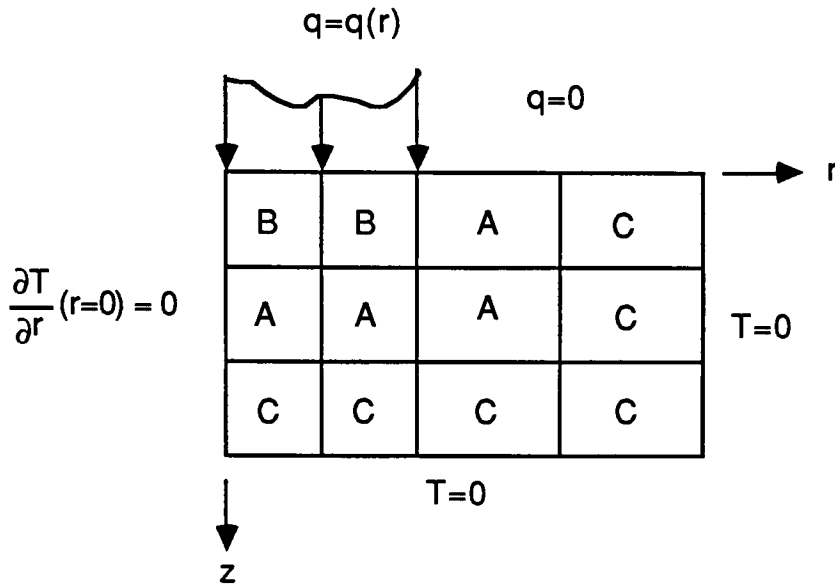 q=q(r)
q=0
r
B B A C
∂T/∂r (r=0) = 0
A A A C
T=0
C C C C
T=0
z